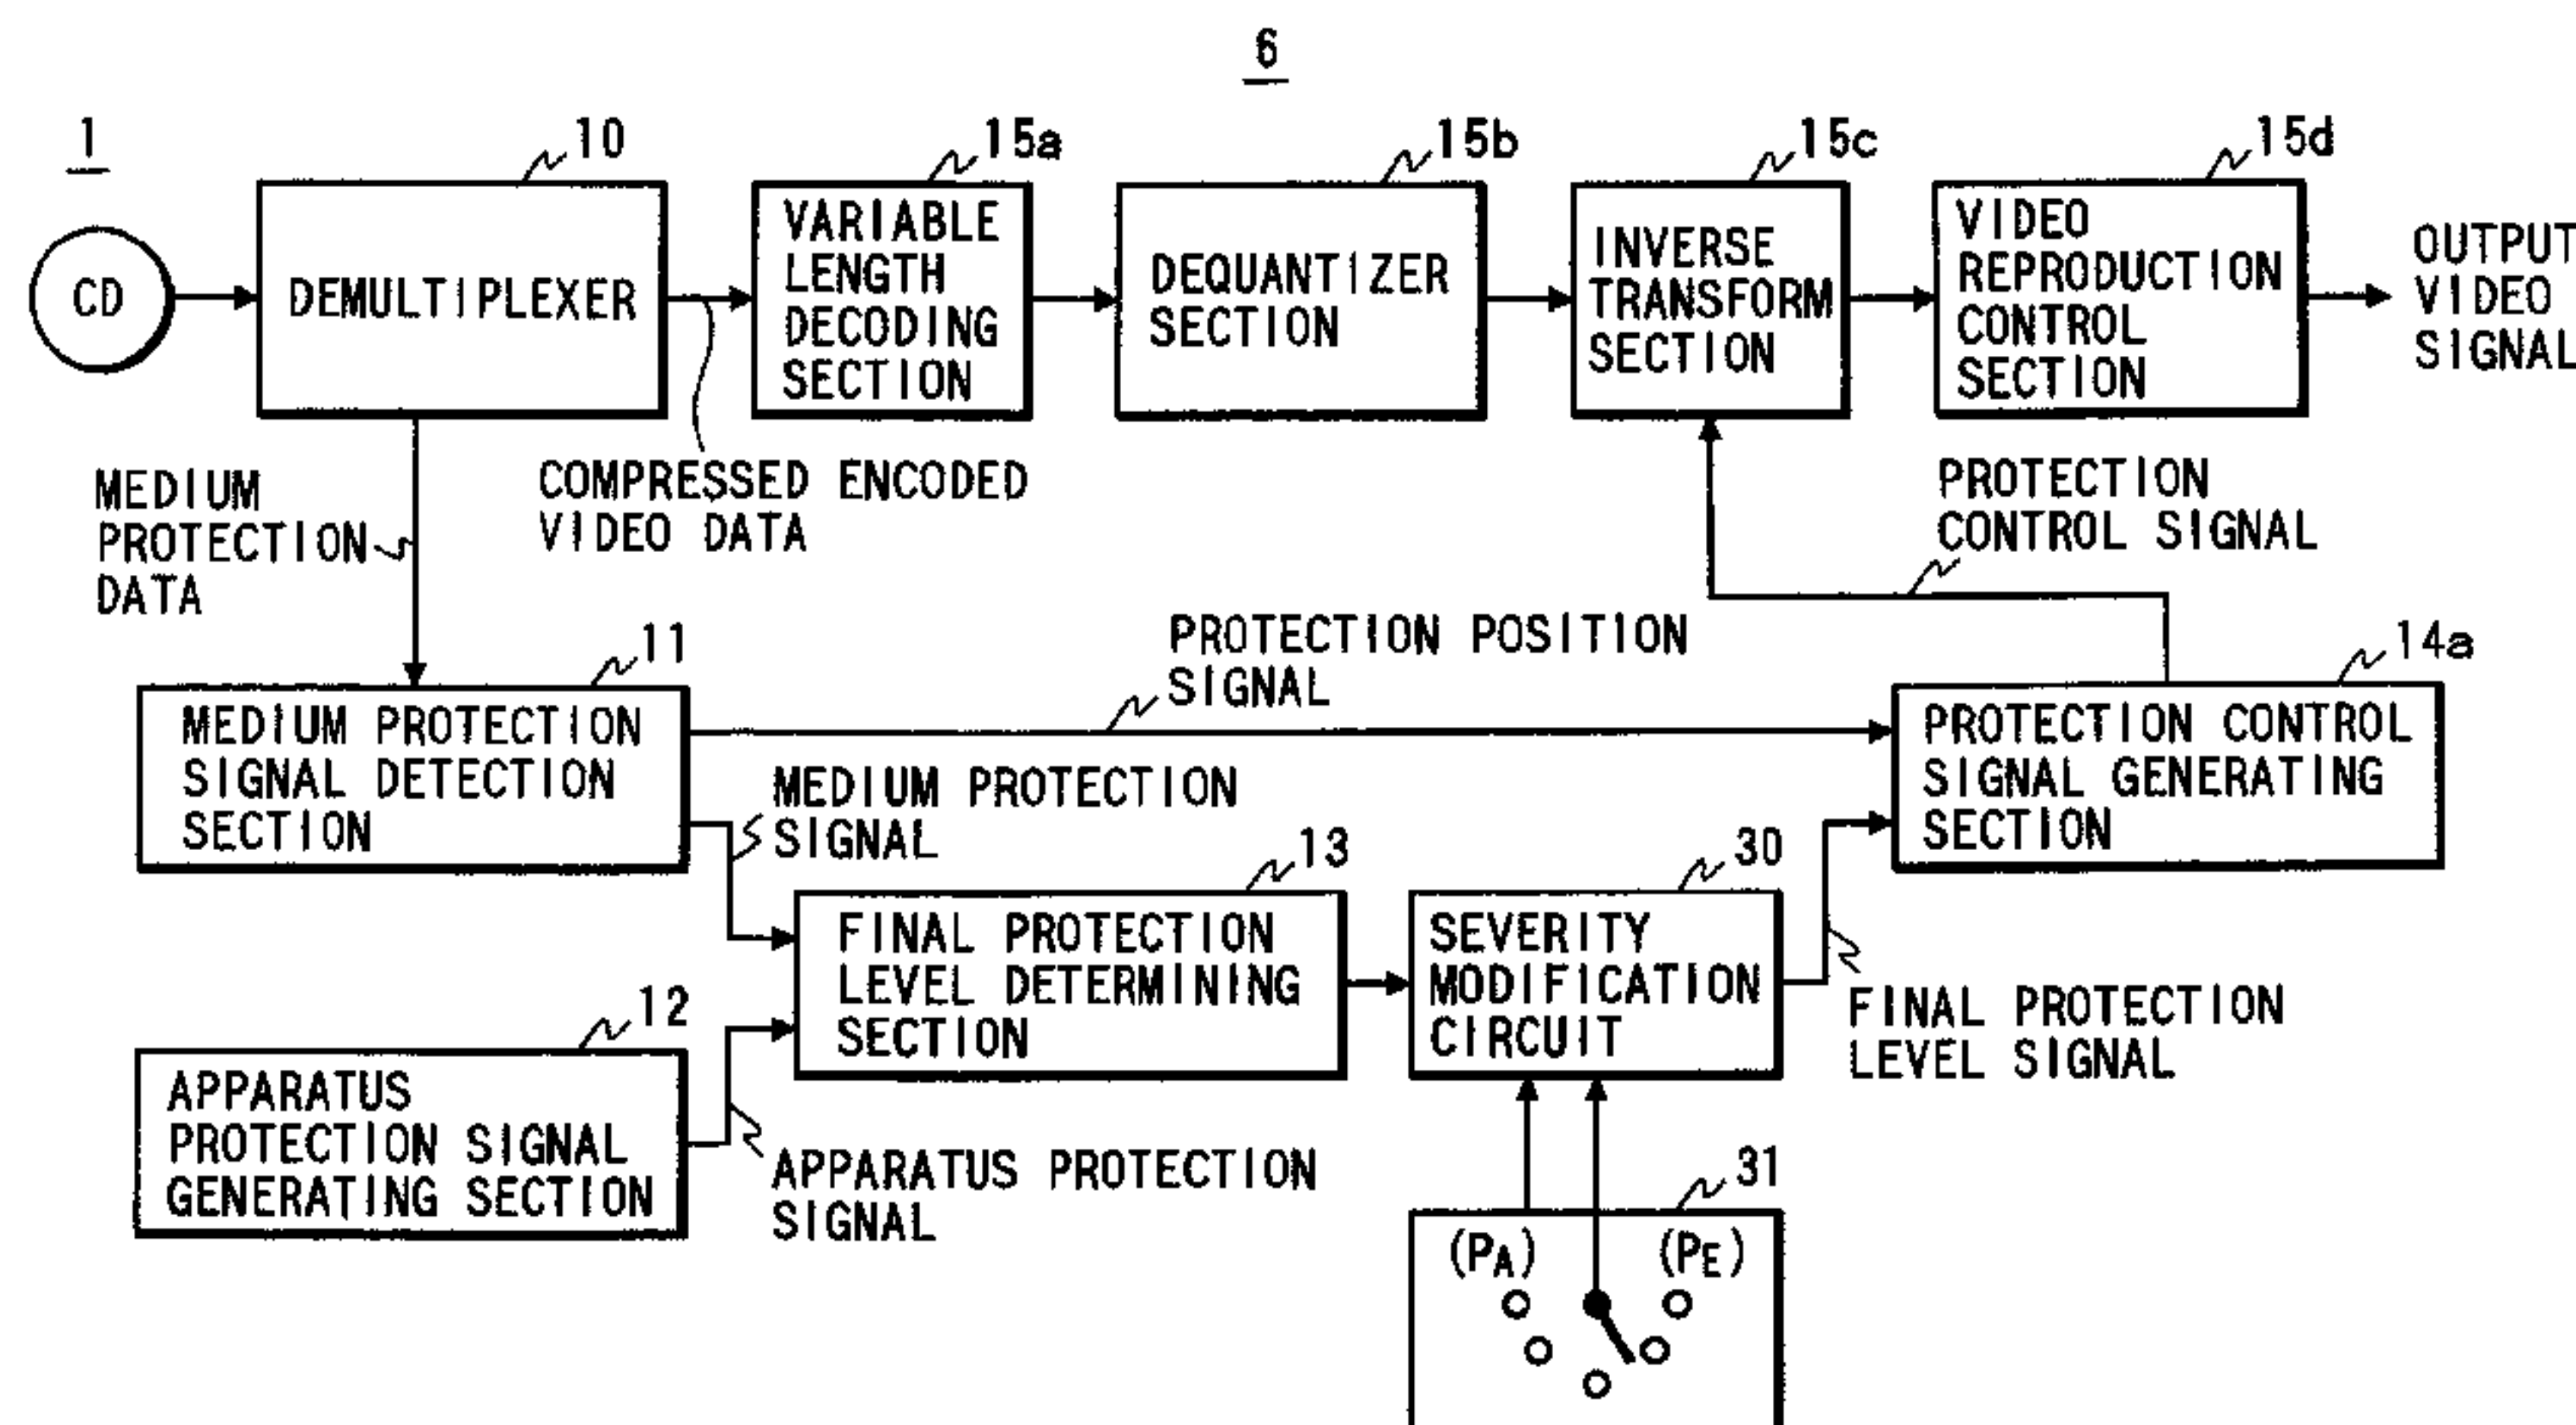 6
1
10
15a
15b
15c
15d
CD
DEMULTIPLEXER
VARIABLE
LENGTH
DECODING
SECTION
DEQUANTIZER
SECTION
INVERSE
TRANSFORM
SECTION
VIDEO
REPRODUCTION
CONTROL
SECTION
OUTPUT
VIDEO
SIGNAL
MEDIUM
PROTECTION
DATA
COMPRESSED ENCODED
VIDEO DATA
PROTECTION
CONTROL SIGNAL
11
PROTECTION POSITION
SIGNAL
14a
MEDIUM PROTECTION
SIGNAL DETECTION
SECTION
MEDIUM PROTECTION
SIGNAL
PROTECTION CONTROL
SIGNAL GENERATING
SECTION
13
30
FINAL PROTECTION
LEVEL DETERMINING
SECTION
SEVERITY
MODIFICATION
CIRCUIT
FINAL PROTECTION
LEVEL SIGNAL
12
APPARATUS
PROTECTION SIGNAL
GENERATING SECTION
APPARATUS PROTECTION
SIGNAL
31
(PA)
(PE)